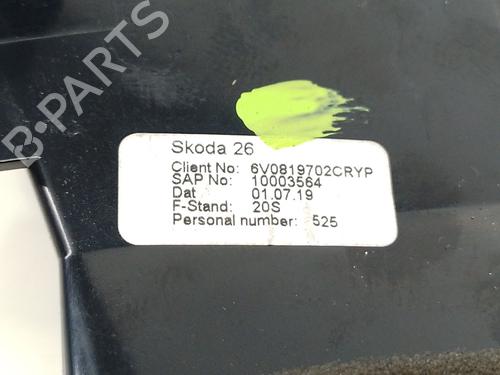 B-PARTS
Skoda 26
Client No: 6V0819702CRYP
SAP No: 10003564
Dat 01.07.19
F-Stand: 20S
Personal number: 525